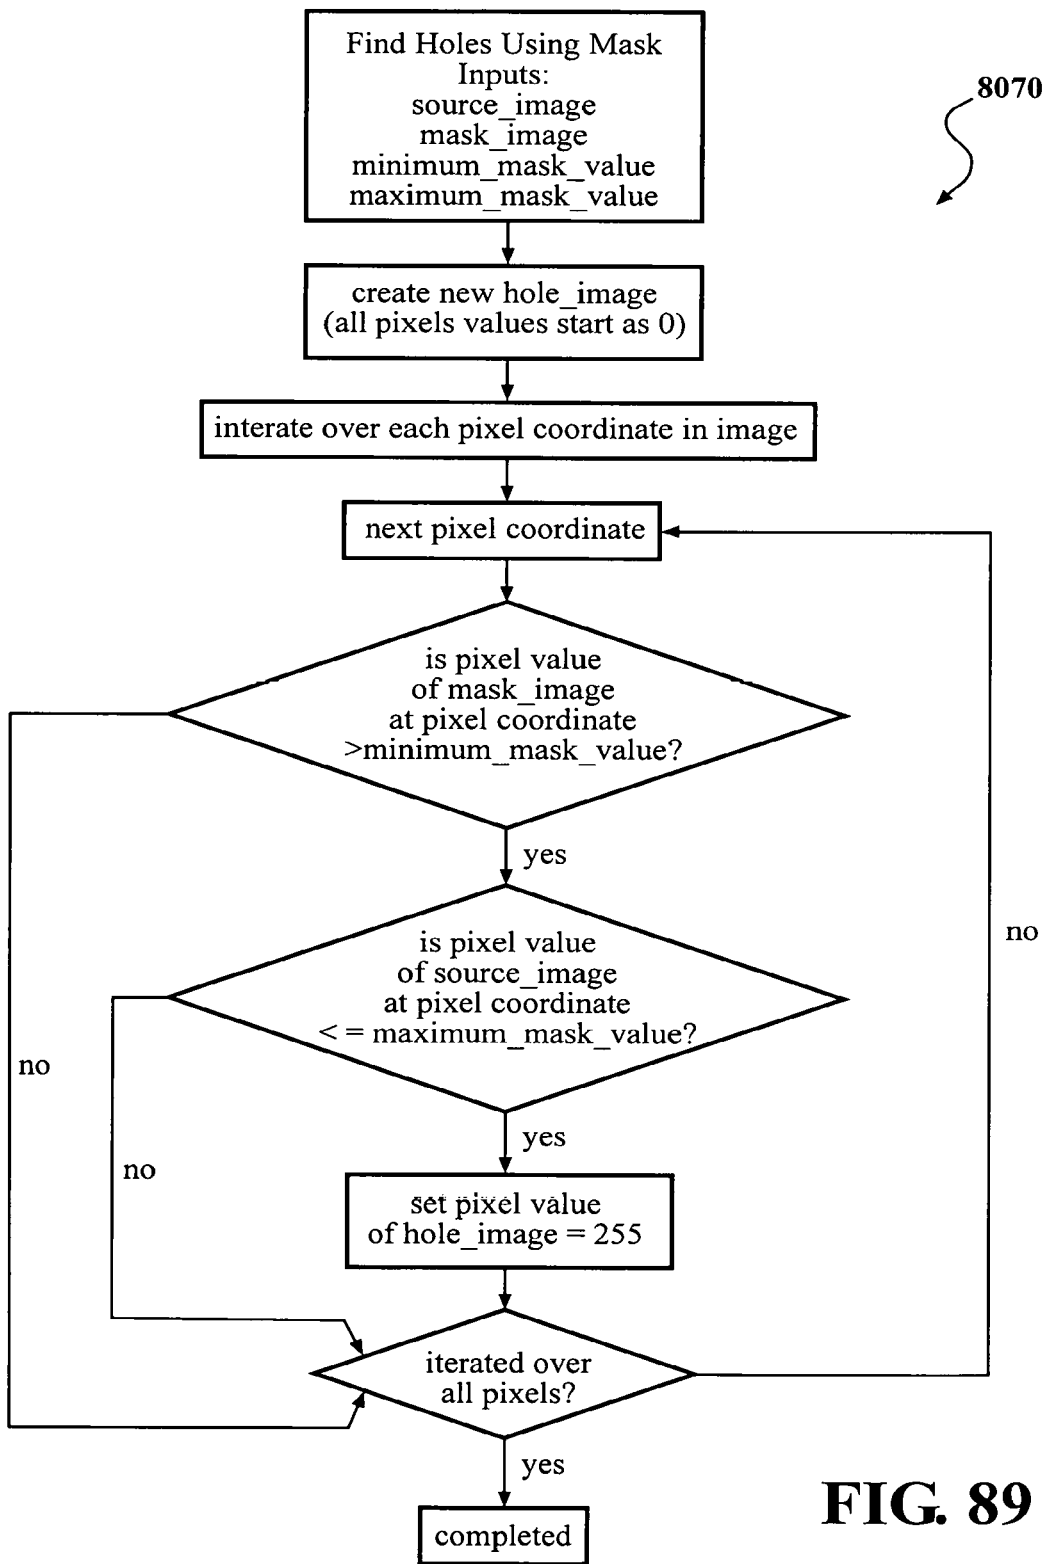 Find Holes Using Mask
Inputs:
source_image
mask_image
minimum_mask_value
maximum_mask_value
8070
create new hole_image
(all pixels values start as 0)
interate over each pixel coordinate in image
next pixel coordinate
is pixel value
of mask_image
at pixel coordinate
>minimum_mask_value?
yes
is pixel value
of source_image
at pixel coordinate
< = maximum_mask_value?
no
no
no
yes
set pixel value
of hole_image = 255
iterated over
all pixels?
yes
completed
FIG. 89